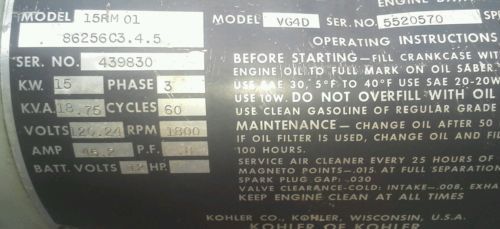 ENGINE DATA
MODEL 15RM 01 MODEL VG4D SER. NO. 5520570
86256C3.4.5
OPERATING INSTRUCTIONS
SER. NO. 439830
K.W. 15 PHASE 3
K.V.A. 18.75 CYCLES 60
VOLTS RPM 1800
AMP P.F.
BATT. VOLTS HP.
BEFORE STARTING—FILL CRANKCASE WITH
ENGINE OIL TO FULL MARK ON OIL SABER.
USE SAE 30, 5°F TO 40°F USE SAE 20-20W
USE 10W. DO NOT OVERFILL WITH OIL
USE CLEAN GASOLINE OF REGULAR GRADE
MAINTENANCE— CHANGE OIL AFTER 50
IF OIL FILTER IS USED, CHANGE OIL AND
100 HOURS.
SERVICE AIR CLEANER EVERY 25 HOURS OF
MAGNETO POINTS—.015 AT FULL SEPARATION
SPARK PLUG GAP: .030
VALVE CLEARANCE-COLD: INTAKE—.008,
KEEP ENGINE CLEAN AT ALL TIMES
KOHLER CO., KOHLER, WISCONSIN, U.S.A.
KOHLER OF KOHLER